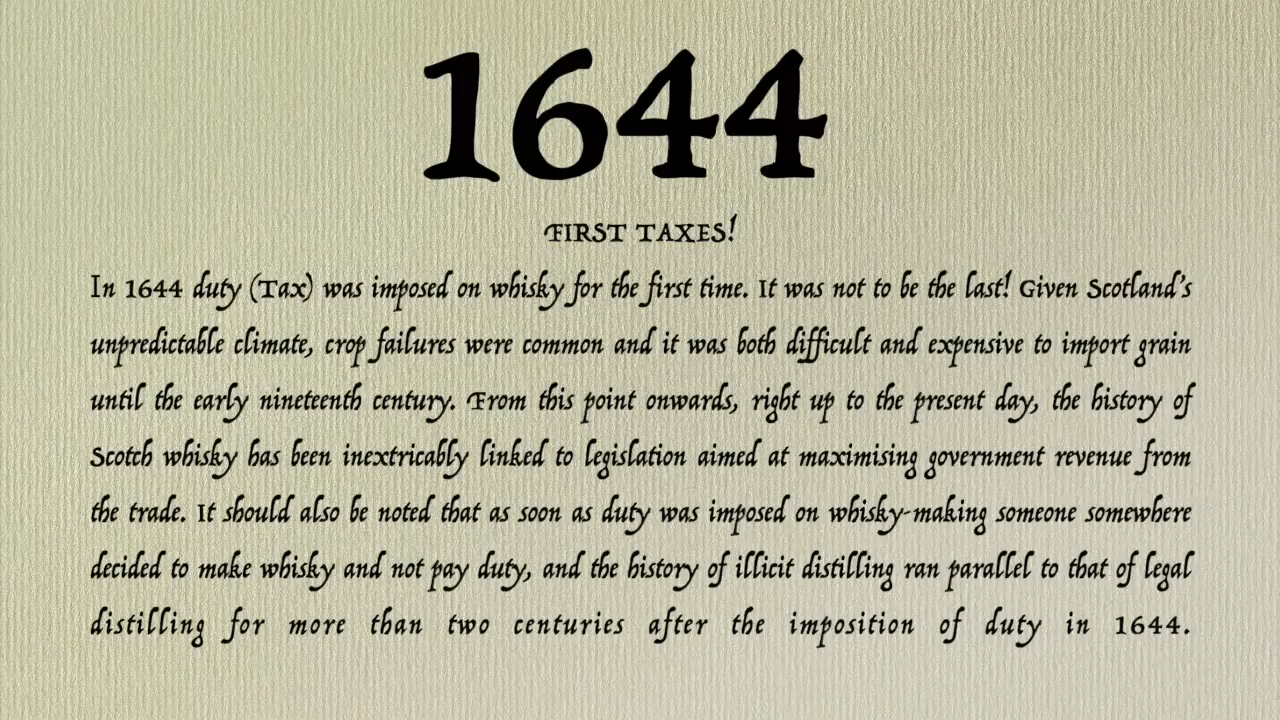 1644
FIRST TAXES!
In 1644 duty (Tax) was imposed on whisky for the first time. It was not to be the last! Given Scotland's
unpredictable climate, crop failures were common and it was both difficult and expensive to import grain
until the early nineteenth century. From this point onwards, right up to the present day, the history of
Scotch whisky has been inextricably linked to legislation aimed at maximising government revenue from
the trade. It should also be noted that as soon as duty was imposed on whisky-making someone somewhere
decided to make whisky and not pay duty, and the history of illicit distilling ran parallel to that of legal
distilling for more than two centuries after the imposition of duty in 1644.